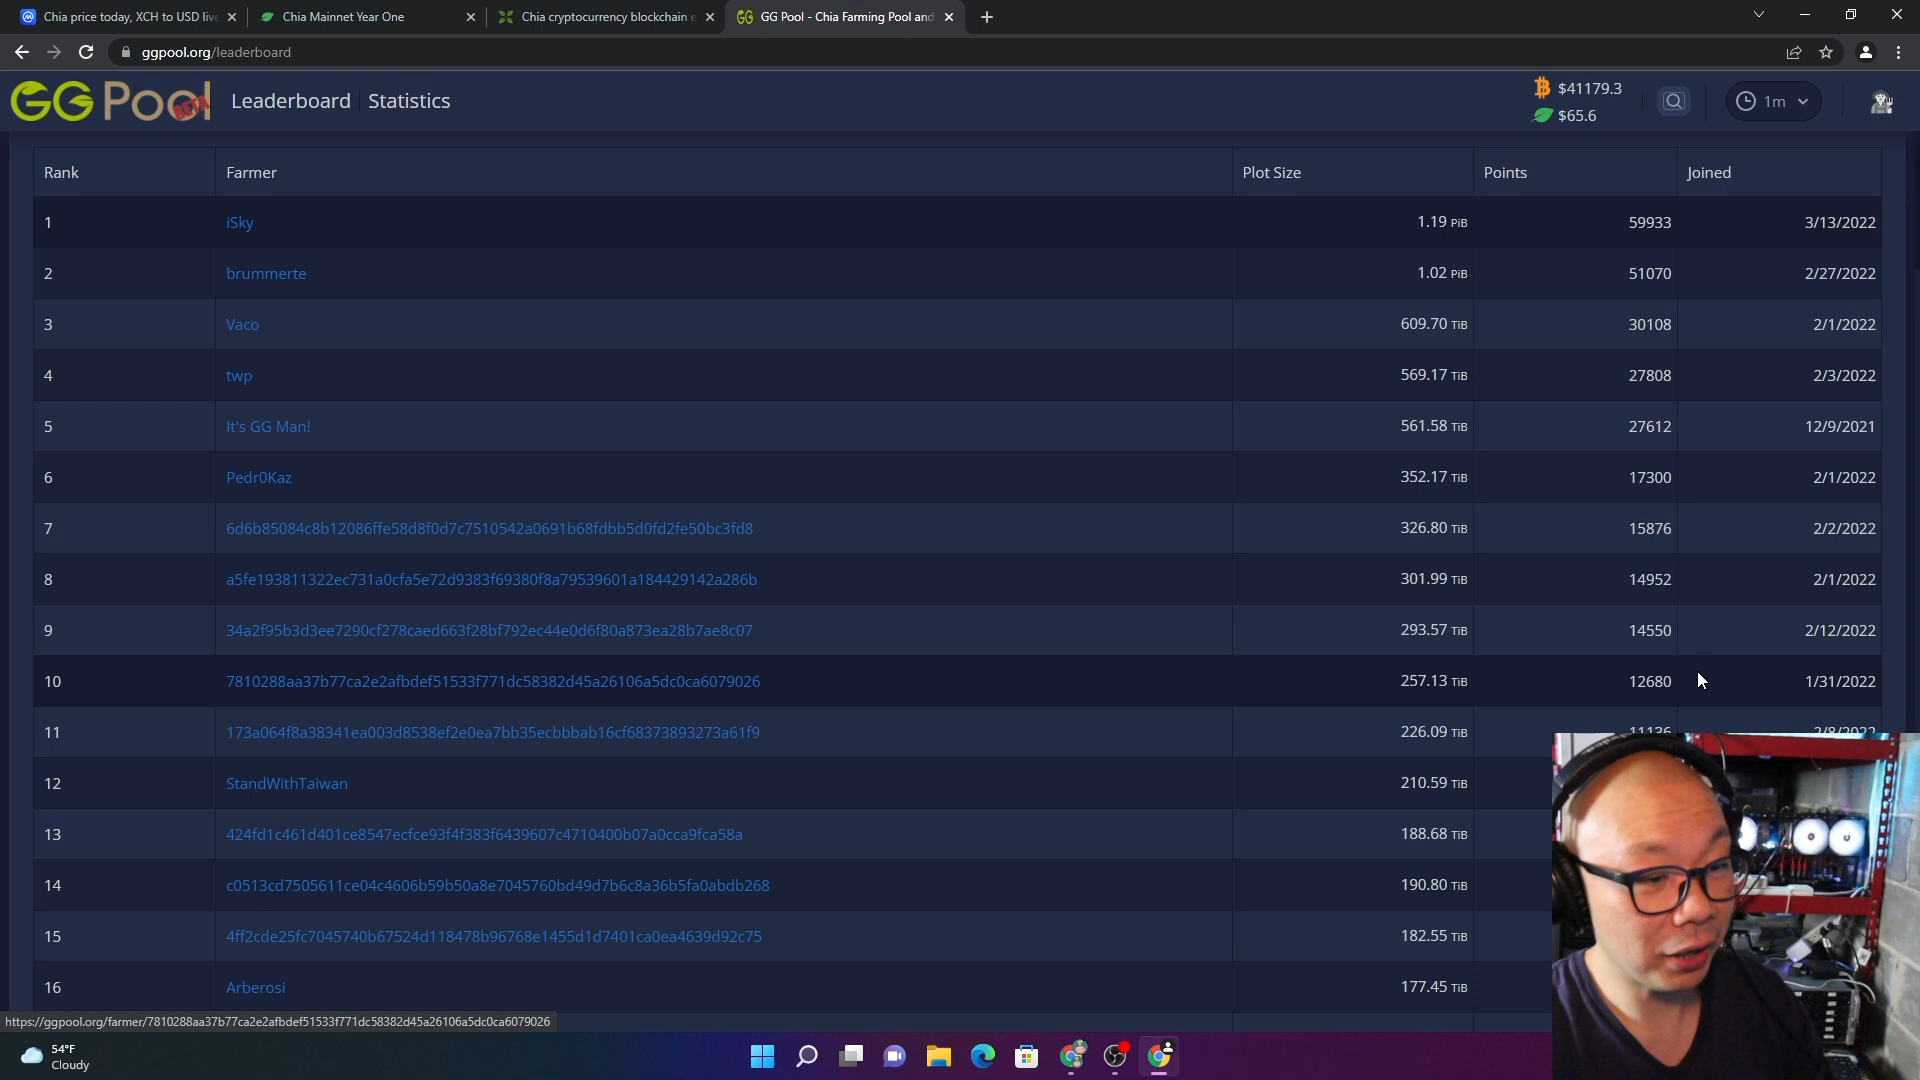 Chia price today, XCH to USD live
Chia Mainnet Year One
Chia cryptocurrency blockchain e
GG Pool - Chia Farming Pool and
ggpool.org/leaderboard
GG Pool BETA
Leaderboard
Statistics
$41179.3
$65.6
1m
Rank Farmer Plot Size Points Joined
1 iSky 1.19 PiB 59933 3/13/2022
2 brummerte 1.02 PiB 51070 2/27/2022
3 Vaco 609.70 TiB 30108 2/1/2022
4 twp 569.17 TiB 27808 2/3/2022
5 It's GG Man! 561.58 TiB 27612 12/9/2021
6 Pedr0Kaz 352.17 TiB 17300 2/1/2022
7 6d6b85084c8b12086ffe58d8f0d7c7510542a0691b68fdbb5d0fd2fe50bc3fd8 326.80 TiB 15876 2/2/2022
8 a5fe193811322ec731a0cfa5e72d9383f69380f8a79539601a184429142a286b 301.99 TiB 14952 2/1/2022
9 34a2f95b3d3ee7290cf278caed663f28bf792ec44e0d6f80a873ea28b7ae8c07 293.57 TiB 14550 2/12/2022
10 7810288aa37b77ca2e2afbdef51533f771dc58382d45a26106a5dc0ca6079026 257.13 TiB 12680 1/31/2022
11 173a064f8a38341ea003d8538ef2e0ea7bb35ecbbbab16cf68373893273a61f9 226.09 TiB 11136 2/8/2022
12 StandWithTaiwan 210.59 TiB
13 424fd1c461d401ce8547ecfce93f4f383f6439607c4710400b07a0cca9fca58a 188.68 TiB
14 c0513cd7505611ce04c4606b59b50a8e7045760bd49d7b6c8a36b5fa0abdb268 190.80 TiB
15 4ff2cde25fc7045740b67524d118478b96768e1455d1d7401ca0ea4639d92c75 182.55 TiB
16 Arberosi 177.45 TiB
https://ggpool.org/farmer/7810288aa37b77ca2e2afbdef51533f771dc58382d45a26106a5dc0ca6079026
54°F
Cloudy